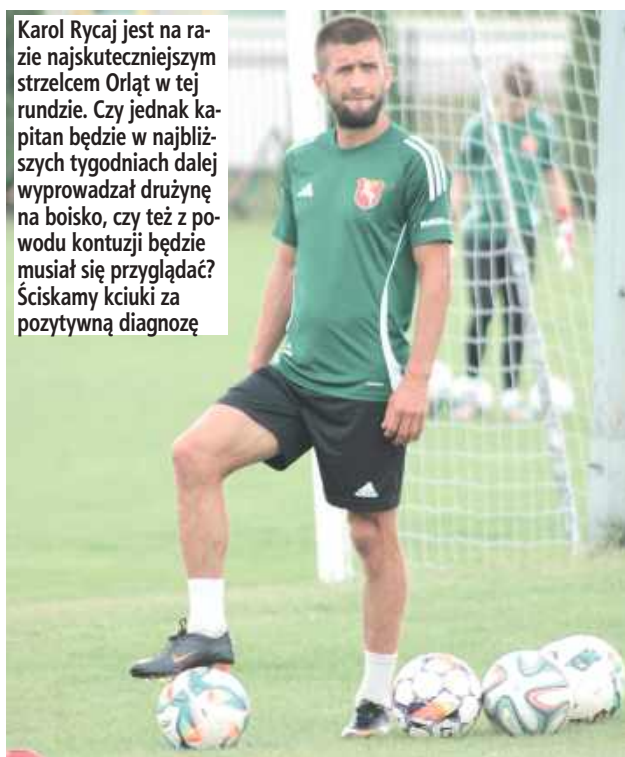 Karol Rycaj jest na ra-
zie najskuteczniejszym
strzelcem Orląt w tej
rundzie. Czy jednak ka-
pitan będzie w najbliż-
szych tygodniach dalej
wyprowadzał drużynę
na boisko, czy też z po-
wodu kontuzji będzie
musiał się przyglądać?
Ściskamy kciuki za
pozytywną diagnozę